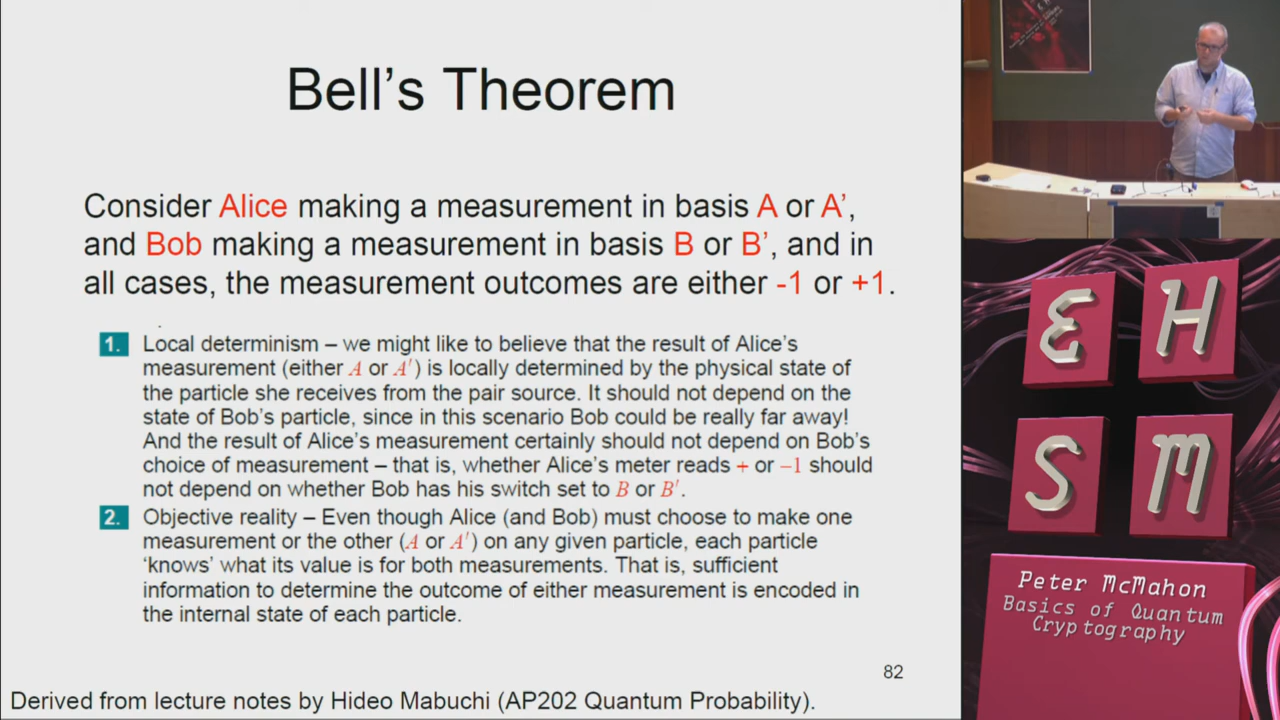 Bell's Theorem
Consider Alice making a measurement in basis A or A',
and Bob making a measurement in basis B or B', and in
all cases, the measurement outcomes are either -1 or +1.
1. Local determinism – we might like to believe that the result of Alice's
measurement (either A or A′) is locally determined by the physical state of
the particle she receives from the pair source. It should not depend on the
state of Bob's particle, since in this scenario Bob could be really far away!
And the result of Alice's measurement certainly should not depend on Bob's
choice of measurement – that is, whether Alice's meter reads + or −1 should
not depend on whether Bob has his switch set to B or B′.
2. Objective reality – Even though Alice (and Bob) must choose to make one
measurement or the other (A or A′) on any given particle, each particle
'knows' what its value is for both measurements. That is, sufficient
information to determine the outcome of either measurement is encoded in
the internal state of each particle.
82
Derived from lecture notes by Hideo Mabuchi (AP202 Quantum Probability).
E H
S M
Peter McMahon
Basics of Quantum
Cryptography